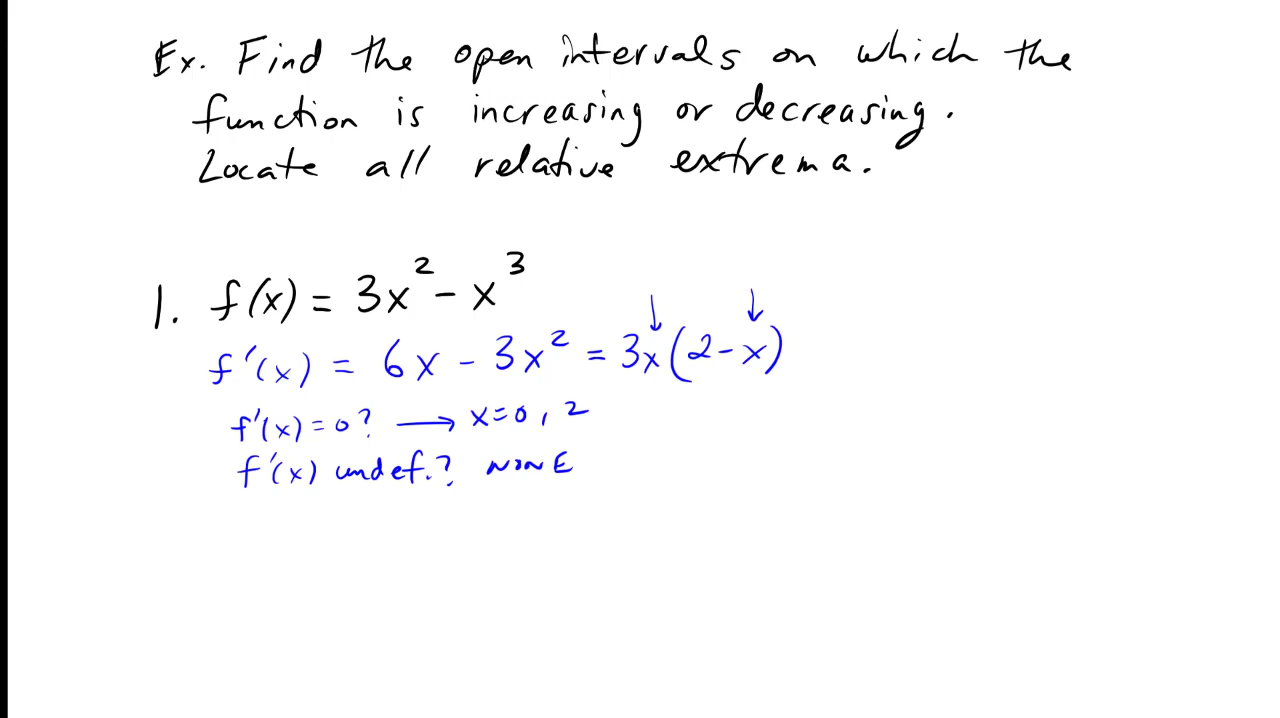 Ex. Find the open intervals on which the
function is increasing or decreasing.
Locate all relative extrema.
1. f(x) = 3x² - x³
f'(x) = 6x - 3x² = 3x(2-x)
f'(x) = 0? → x=0, 2
f'(x) undef.? NONE